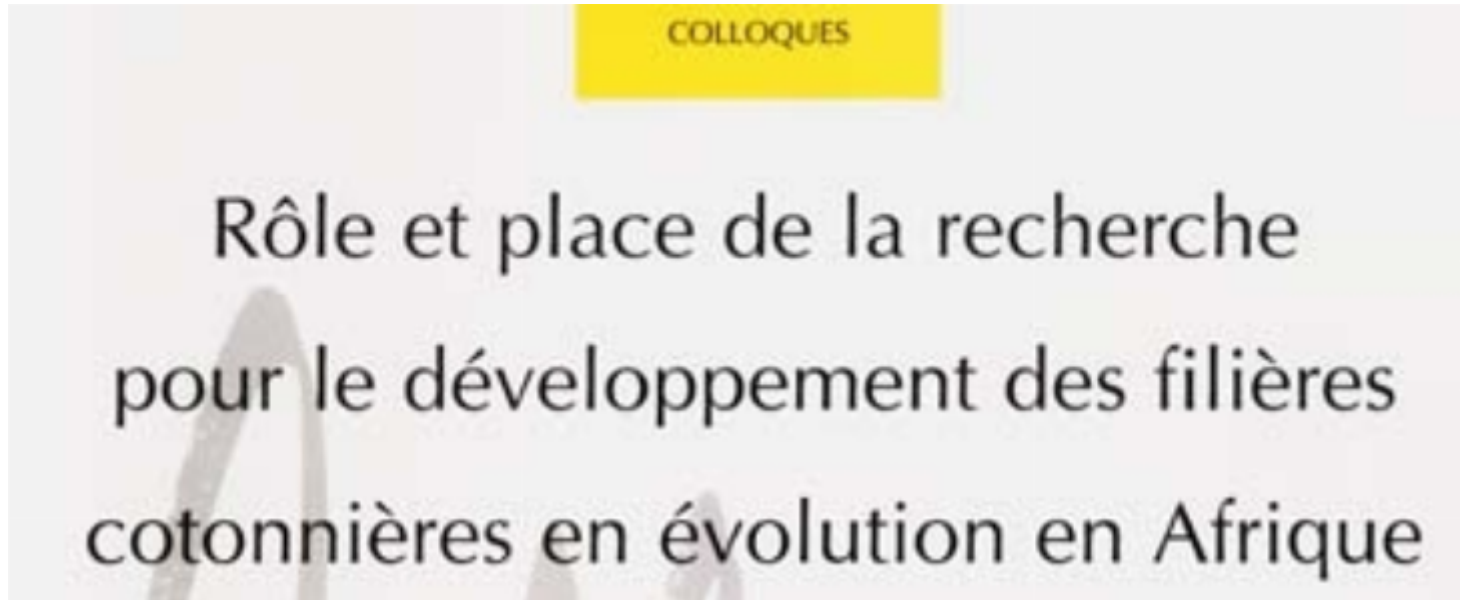 COLLOQUES
Rôle et place de la recherche
pour le développement des filières
cotonnières en évolution en Afrique